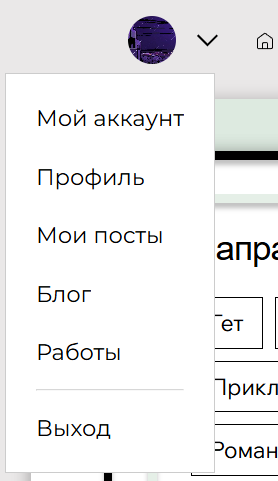 Мой аккаунт
Профиль
Мои посты
Блог
Работы
Выход